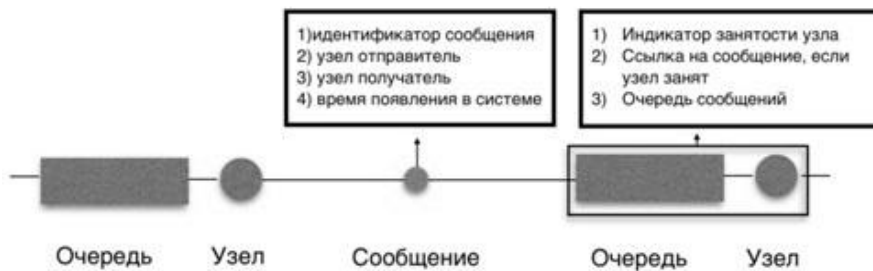 1)идентификатор сообщения
2) узел отправитель
3) узел получатель
4) время появления в системе
1) Индикатор занятости узла
2) Ссылка на сообщение, если
узел занят
3) Очередь сообщений
Очередь Узел Сообщение Очередь Узел